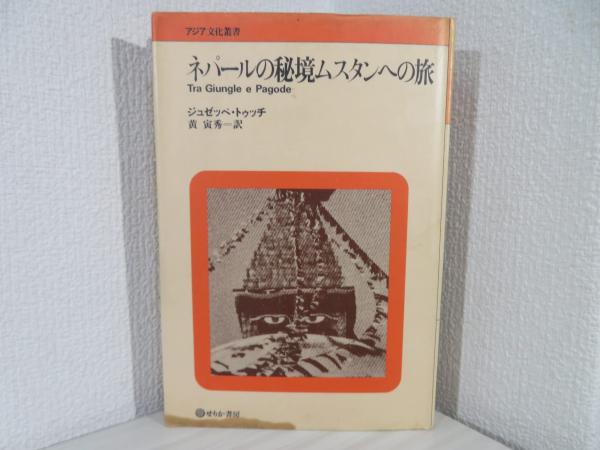 アジア文化叢書
ネパールの秘境ムスタンへの旅
Tra Giungle e Pagode
ジュゼッペ・トゥッチ
黄 寅秀=訳
せりか書房